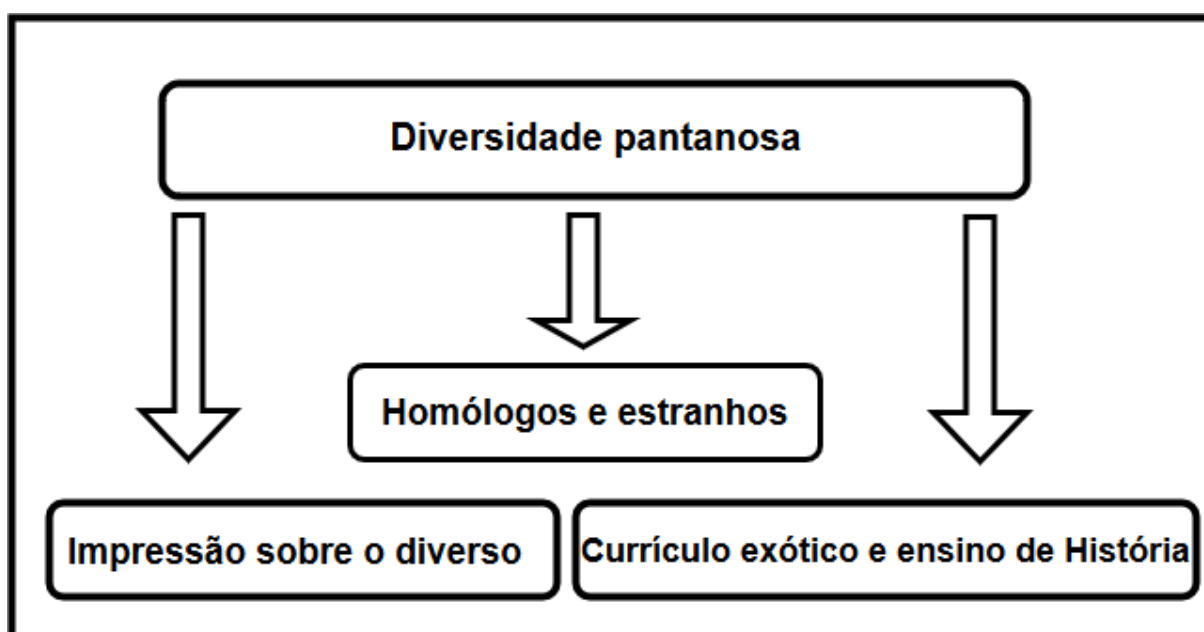 Diversidade pantanosa
Homólogos e estranhos
Impressão sobre o diverso
Currículo exótico e ensino de História